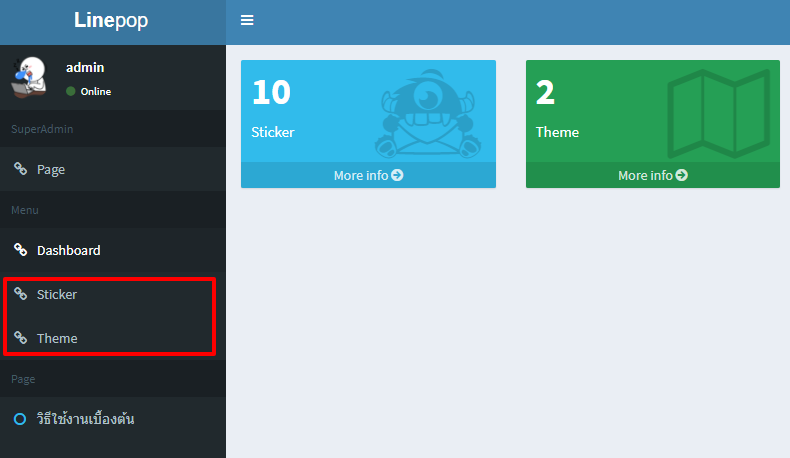 Linepop
admin
Online
SuperAdmin
Page
Menu
Dashboard
Sticker
Theme
Page
วิธีใช้งานเบื้องต้น
10
Sticker
More info
2
Theme
More info